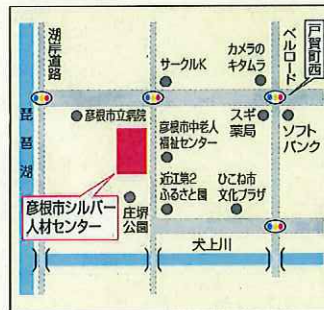 湖岸道路
サークルK
カメラの
キタムラ
ベルロード
戸賀町西
琵琶湖
彦根市立病院
彦根市中老人
福祉センター
スギ
薬局
ソフト
バンク
彦根市シルバー
人材センター
庄堺
公園
近江第2
ふるさと園
ひこね市
文化プラザ
犬上川